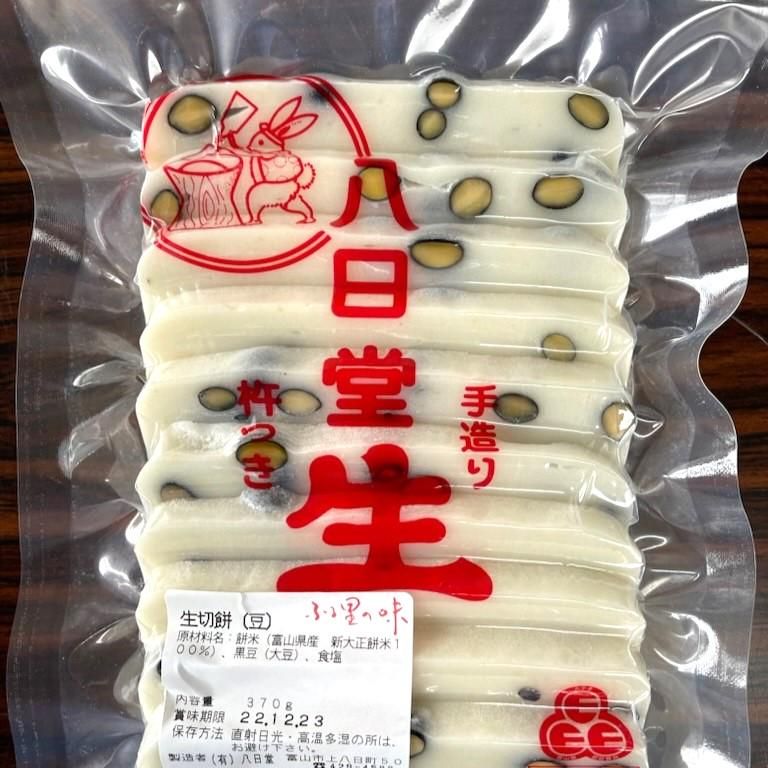 八日堂
手造り
杵つき
生
ふる里の味
生切餅（豆）
原材料名：餅米（富山県産　新大正餅米1
00%）、黒豆（大豆）、食塩
内容量　370g
賞味期限　22.12.23
保存方法 直射日光・高温多湿の所は、
お避け下さい。
製造者（有）八日堂　富山市上八日町50